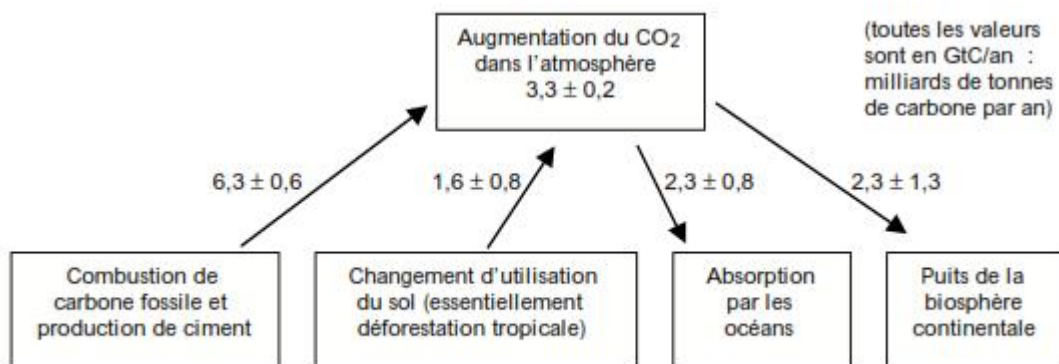 Augmentation du CO2
dans l'atmosphère
3,3 ± 0,2
(toutes les valeurs
sont en GtC/an :
milliards de tonnes
de carbone par an)
6,3 ± 0,6
1,6 ± 0,8
2,3 ± 0,8
2,3 ± 1,3
Combustion de
carbone fossile et
production de ciment
Changement d'utilisation
du sol (essentiellement
déforestation tropicale)
Absorption
par les
océans
Puits de la
biosphère
continentale